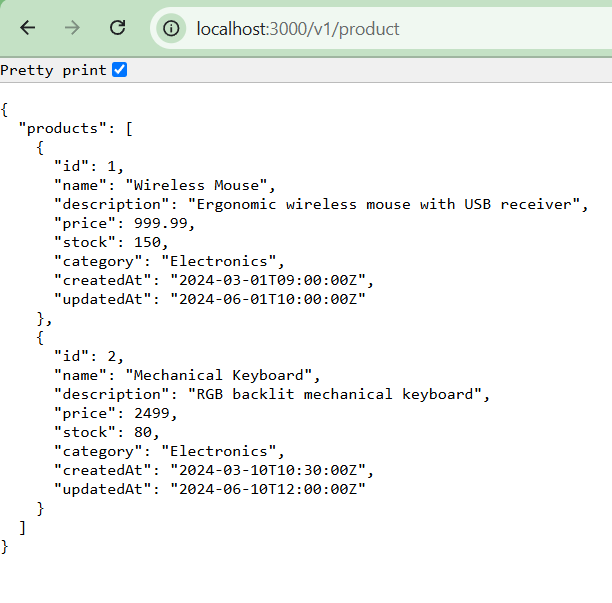 localhost:3000/v1/product
Pretty print
{
  "products": [
    {
      "id": 1,
      "name": "Wireless Mouse",
      "description": "Ergonomic wireless mouse with USB receiver",
      "price": 999.99,
      "stock": 150,
      "category": "Electronics",
      "createdAt": "2024-03-01T09:00:00Z",
      "updatedAt": "2024-06-01T10:00:00Z"
    },
    {
      "id": 2,
      "name": "Mechanical Keyboard",
      "description": "RGB backlit mechanical keyboard",
      "price": 2499,
      "stock": 80,
      "category": "Electronics",
      "createdAt": "2024-03-10T10:30:00Z",
      "updatedAt": "2024-06-10T12:00:00Z"
    }
  ]
}